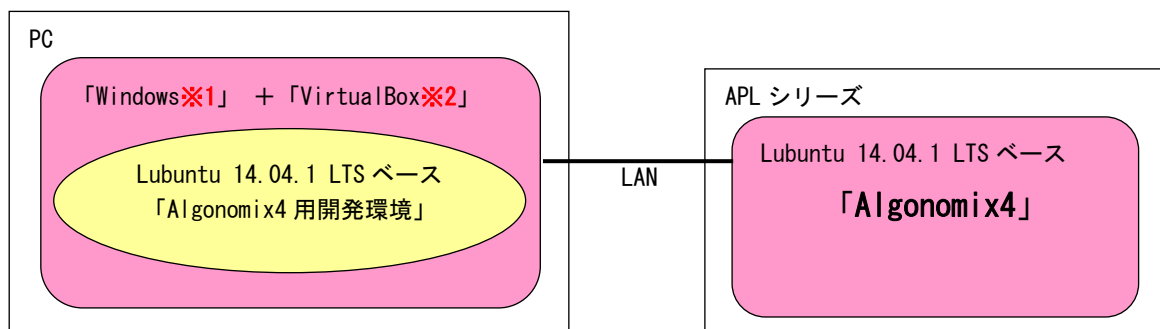 PC
「Windows※1」 ＋「VirtualBox※2」
Lubuntu 14.04.1 LTS ベース
「Algonomix4 用開発環境」
LAN
APL シリーズ
Lubuntu 14.04.1 LTS ベース
「Algonomix4」